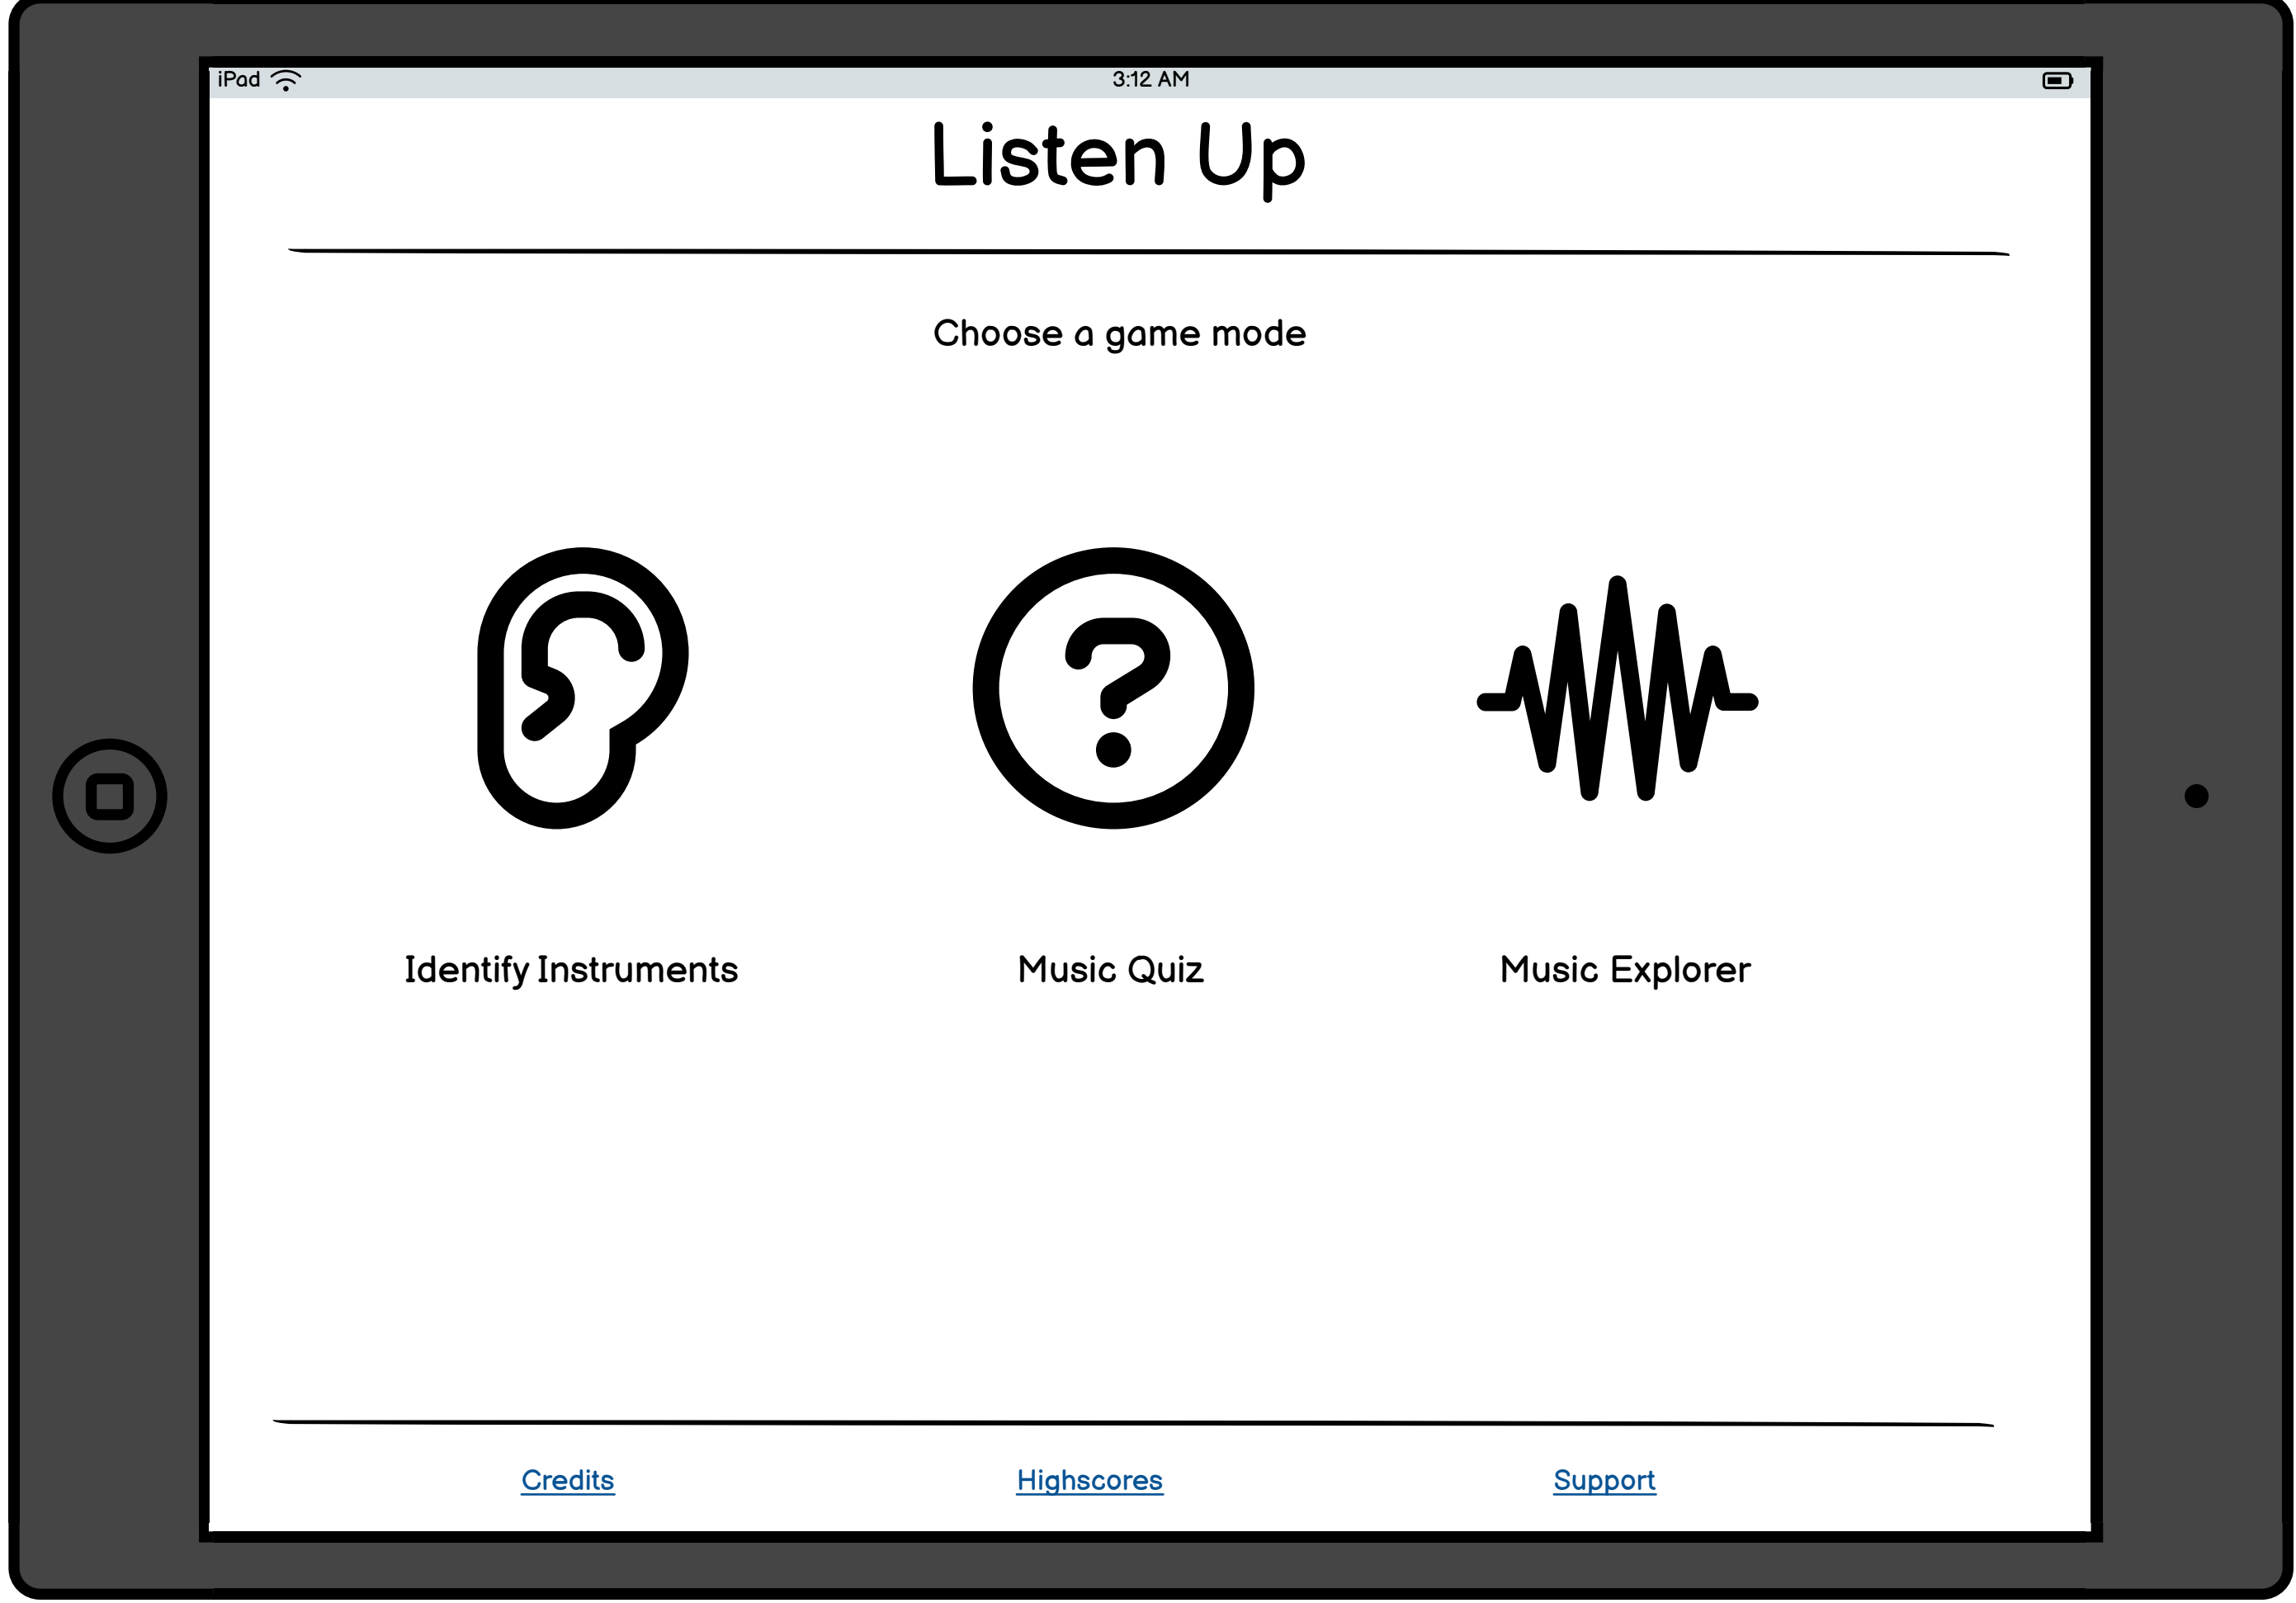 iPad 3:12 AM
Listen Up
Choose a game mode
Identify Instruments Music Quiz Music Explorer
Credits Highscores Support